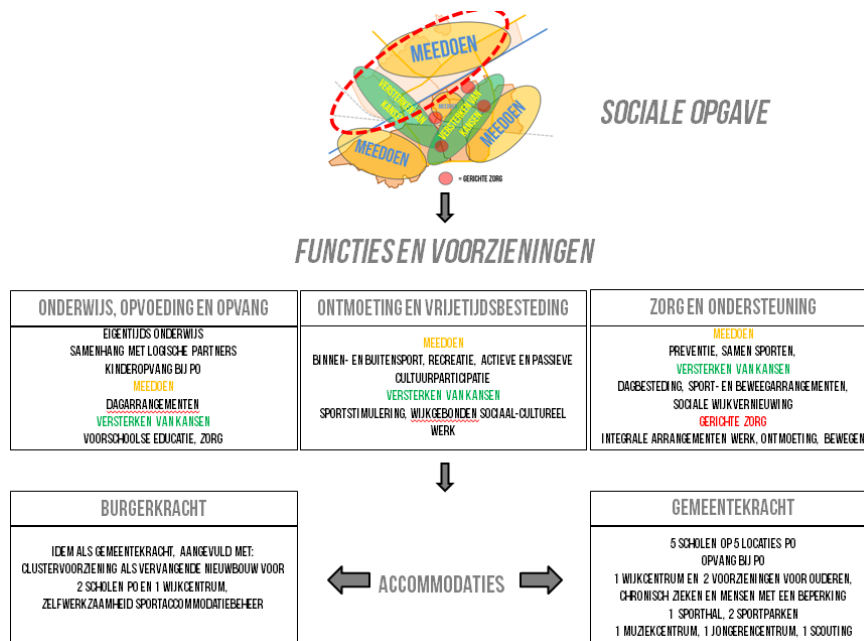 MEEDOEN
VERSTERKEN VAN
KANSEN
MEEDOEN
VERSTERKEN VAN
KANSEN
MEEDOEN
MEEDOEN
= GERICHTE ZORG
SOCIALE OPGAVE
FUNCTIES EN VOORZIENINGEN
ONDERWIJS, OPVOEDING EN OPVANG
EIGENTIJDS ONDERWIJS
SAMENHANG MET LOGISCHE PARTNERS
KINDEROPVANG BIJ PO
MEEDOEN
DAGARRANGEMENTEN
VERSTERKEN VAN KANSEN
VOORSCHOOLSE EDUCATIE, ZORG
ONTMOETING EN VRIJETIJDSBESTEDING
MEEDOEN
BINNEN- EN BUITENSPORT, RECREATIE, ACTIEVE EN PASSIEVE
CULTUURPARTICIPATIE
VERSTERKEN VAN KANSEN
SPORTSTIMULERING, WIJKGEBONDEN SOCIAAL-CULTUREEL
WERK
ZORG EN ONDERSTEUNING
MEEDOEN
PREVENTIE, SAMEN SPORTEN,
VERSTERKEN VAN KANSEN
DAGBESTEDING, SPORT- EN BEWEEGARRANGEMENTEN,
SOCIALE WIJKVERNIEUWING
GERICHTE ZORG
INTEGRALE ARRANGEMENTEN WERK, ONTMOETING, BEWEGEN
BURGERKRACHT
IDEM ALS GEMEENTEKRACHT, AANGEVULD MET:
CLUSTERVOORZIENING ALS VERVANGENDE NIEUWBOUW VOOR
2 SCHOLEN PO EN 1 WIJKCENTRUM,
ZELFWERKZAAMHEID SPORTACCOMMODATIEBEHEER
ACCOMMODATIES
GEMEENTEKRACHT
5 SCHOLEN OP 5 LOCATIES PO
OPVANG BIJ PO
1 WIJKCENTRUM EN 2 VOORZIENINGEN VOOR OUDEREN,
CHRONISCH ZIEKEN EN MENSEN MET EEN BEPERKING
1 SPORTHAL, 2 SPORTPARKEN
1 MUZIEKCENTRUM, 1 JONGERENCENTRUM, 1 SCOUTING